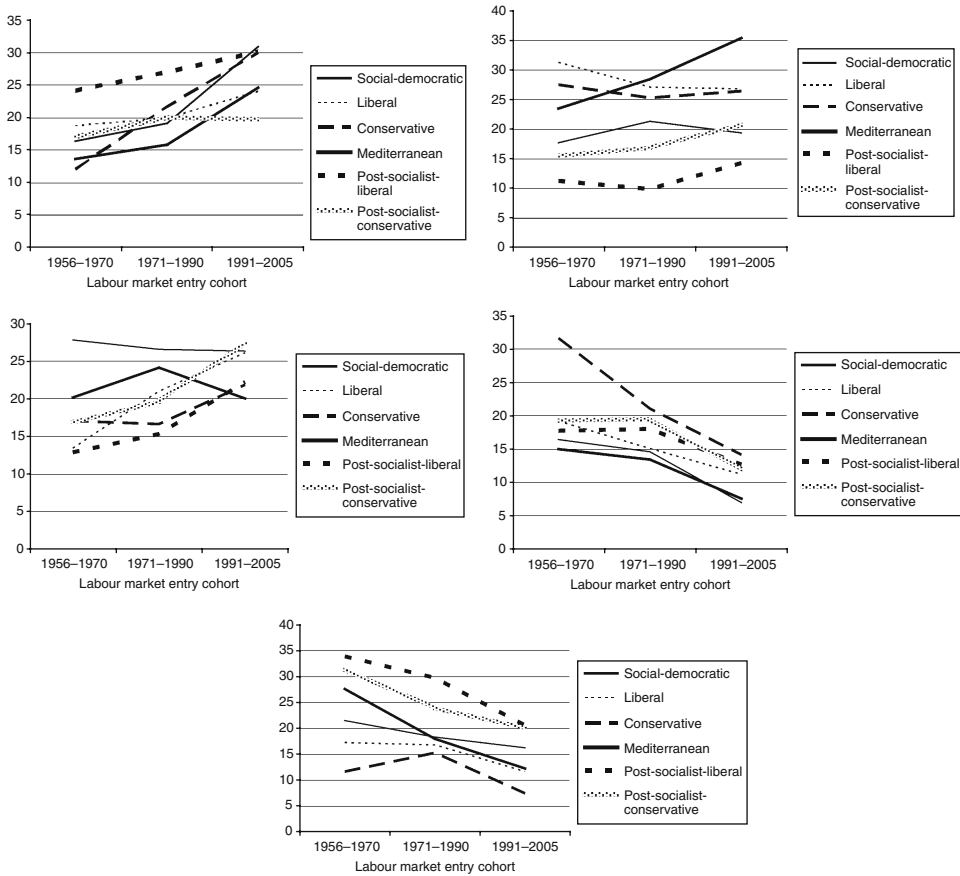 35
30
25
20
15
10
5
0
1956–1970 1971–1990 1991–2005
Labour market entry cohort
Social-democratic
Liberal
Conservative
Mediterranean
Post-socialist-
liberal
Post-socialist-
conservative
40
35
30
25
20
15
10
5
0
1956–1970 1971–1990 1991–2005
Labour market entry cohort
Social-democratic
Liberal
Conservative
Mediterranean
Post-socialist-
liberal
Post-socialist-
conservative
30
25
20
15
10
5
0
1956–1970 1971–1990 1991–2005
Labour market entry cohort
Social-democratic
Liberal
Conservative
Mediterranean
Post-socialist-liberal
Post-socialist-
conservative
35
30
25
20
15
10
5
0
1956–1970 1971–1990 1991–2005
Labour market entry cohort
Social-democratic
Liberal
Conservative
Mediterranean
Post-socialist-liberal
Post-socialist-
conservative
40
35
30
25
20
15
10
5
0
1956–1970 1971–1990 1991–2005
Labour market entry cohort
Social-democratic
Liberal
Conservative
Mediterranean
Post-socialist-liberal
Post-socialist-
conservative